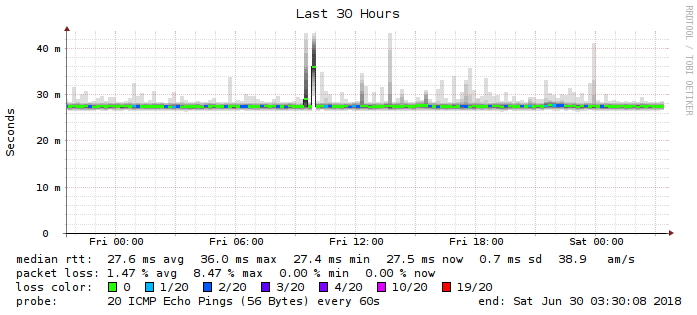 Last 30 Hours
RRDTOOL / TOBI OETIKER
Seconds
40 m
30 m
20 m
10 m
0
Fri 00:00 Fri 06:00 Fri 12:00 Fri 18:00 Sat 00:00
median rtt: 27.6 ms avg 36.0 ms max 27.4 ms min 27.5 ms now 0.7 ms sd 38.9 am/s
packet loss: 1.47 % avg 8.47 % max 0.00 % min 0.00 % now
loss color: 0 1/20 2/20 3/20 4/20 10/20 19/20
probe: 20 ICMP Echo Pings (56 Bytes) every 60s end: Sat Jun 30 03:30:08 2018